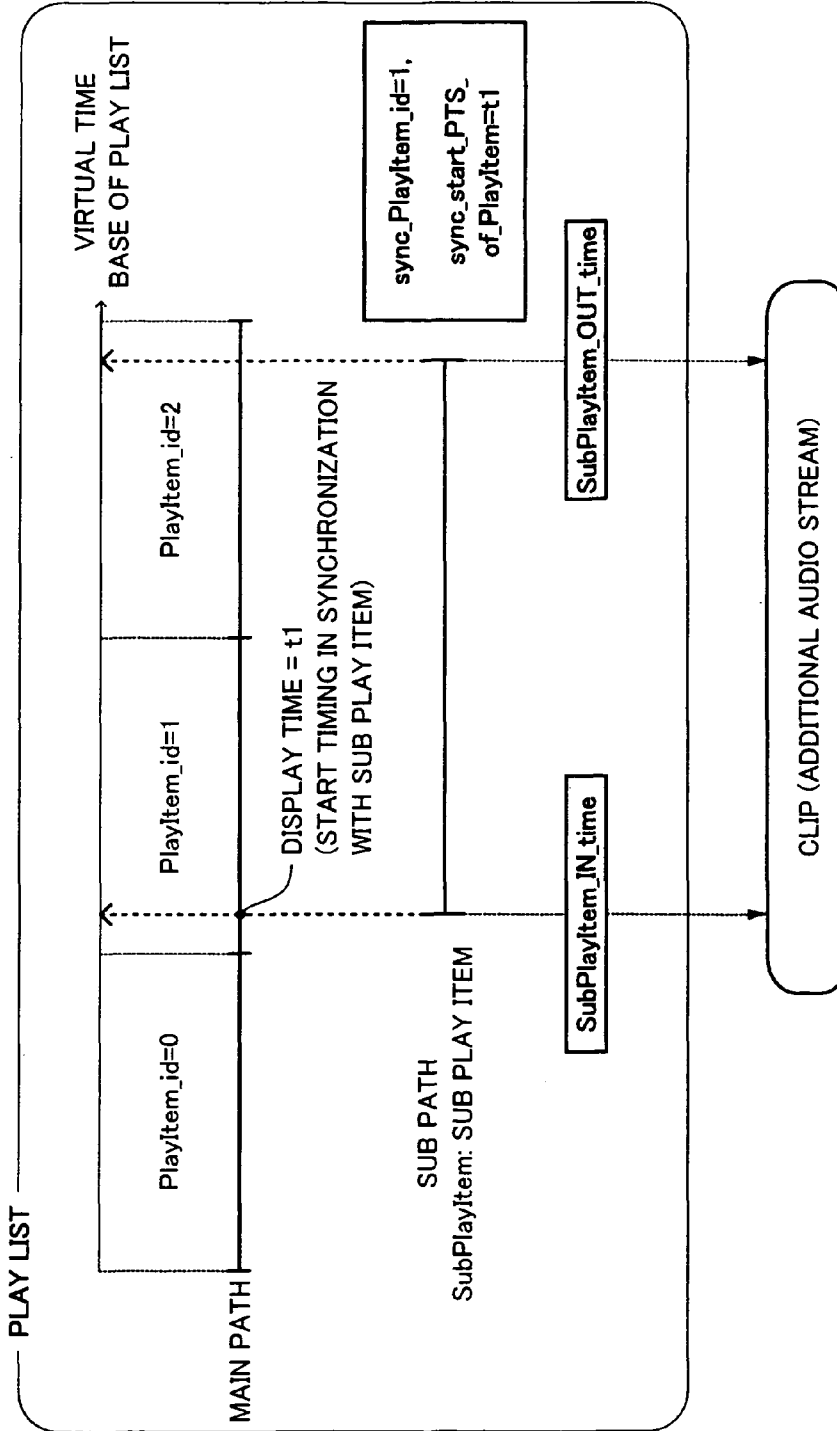 PLAY LIST
VIRTUAL TIME
BASE OF PLAY LIST
PlayItem_id=0
PlayItem_id=1
PlayItem_id=2
MAIN PATH
DISPLAY TIME = t1
(START TIMING IN SYNCHRONIZATION
WITH SUB PLAY ITEM)
sync_PlayItem_id=1,
sync_start_PTS_
of_PlayItem=t1
SUB PATH
SubPlayItem: SUB PLAY ITEM
SubPlayItem_IN_time
SubPlayItem_OUT_time
CLIP (ADDITIONAL AUDIO STREAM)